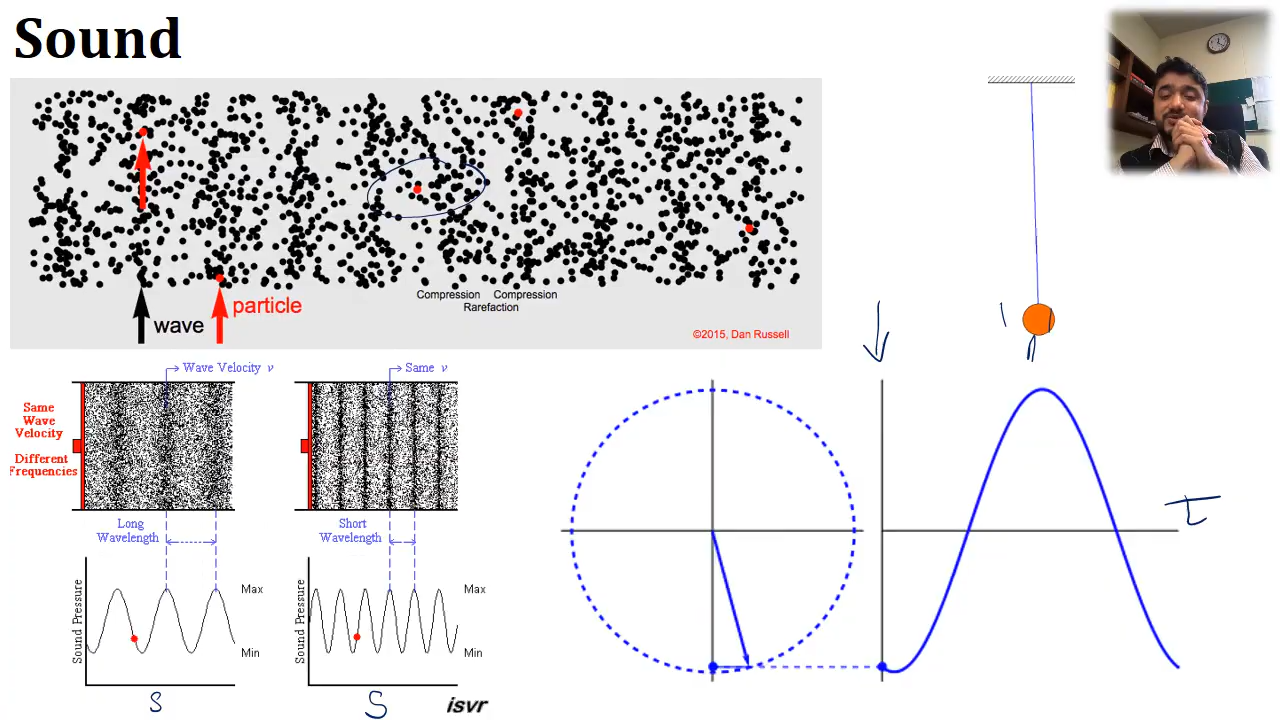 Sound
wave
particle
Compression Compression
Rarefaction
©2015, Dan Russell
Wave Velocity v
Same v
Same
Wave
Velocity
Different
Frequencies
Long
Wavelength
Short
Wavelength
Sound Pressure
Max
Min
Sound Pressure
Max
Min
S
S
isvr